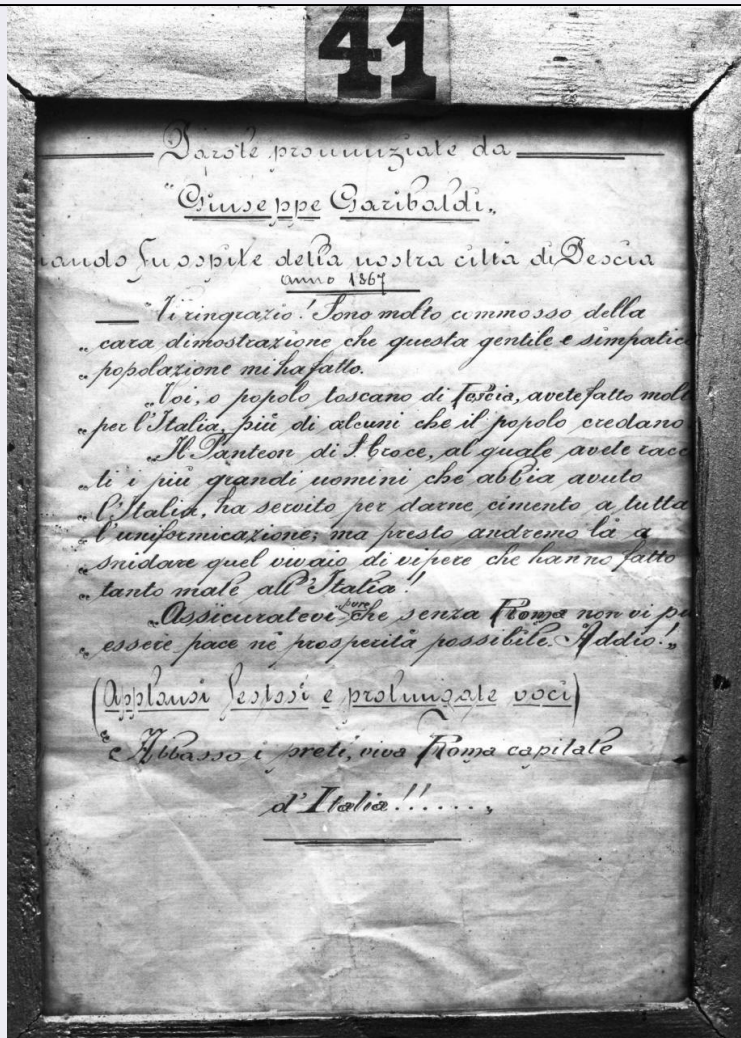 41
Parole pronunziate da
"Giuseppe Garibaldi„
uando fu ospite della nostra città di Pescia
anno 1867
"Vi ringrazio! Sono molto commosso della
„ cara dimostrazione che questa gentile e simpatica
„ popolazione mi ha fatto.
„Voi, o popolo toscano di Pescia, avete fatto molt
„ per l'Italia, più di alcuni che il popolo credano.
„Il Panteon di S. Croce, al quale avete racc
„ ti i più grandi uomini che abbia avuto
„ l'Italia, ha servito per darne cimento a tutta
„ l'uniformicazione; ma presto andremo là a
„ snidare quel vivaio di vipere che hanno fatto
„ tanto male all'Italia!
„Assicuratevi pure che senza Roma non vi pu
„ essere pace nè prosperità possibile. Addio!„
(Applausi festosi e prolungate voci)
"Abbasso i preti, viva Roma capitale
d'Italia!!......„